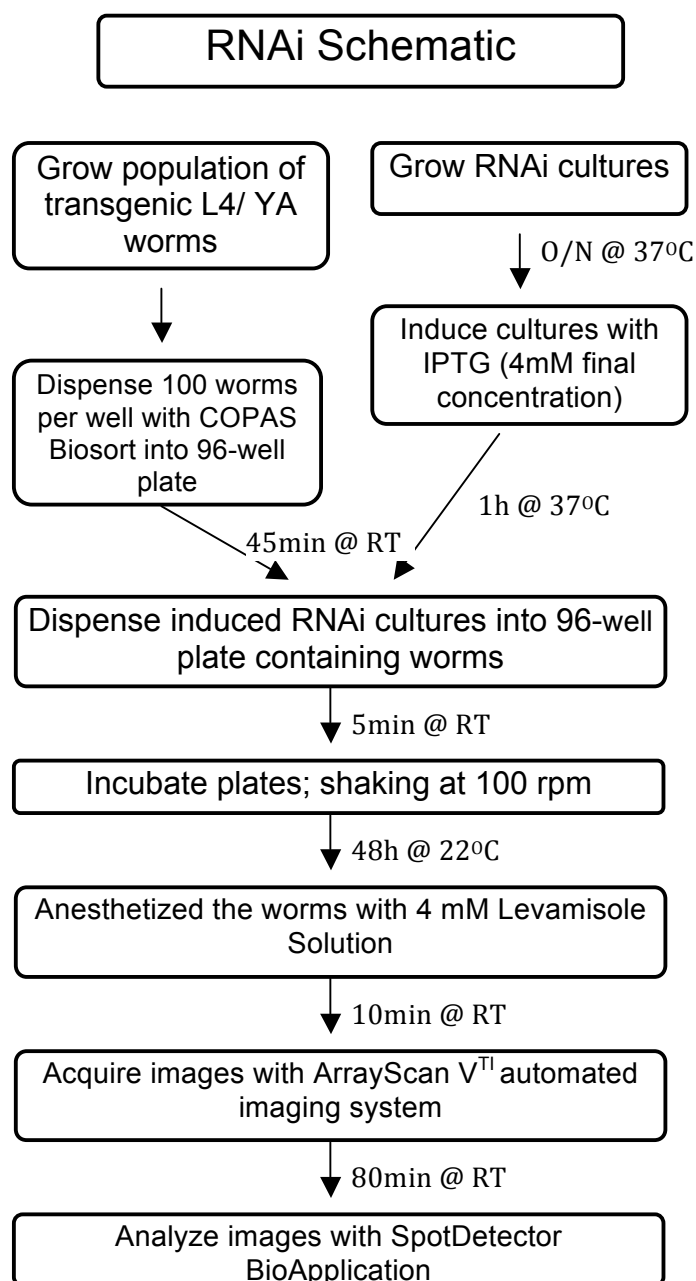 RNAi Schematic
Grow population of
transgenic L4/ YA
worms
Grow RNAi cultures
O/N @ 37⁰C
Induce cultures with
IPTG (4mM final
concentration)
Dispense 100 worms
per well with COPAS
Biosort into 96-well
plate
1h @ 37⁰C
45min @ RT
Dispense induced RNAi cultures into 96-well
plate containing worms
5min @ RT
Incubate plates; shaking at 100 rpm
48h @ 22⁰C
Anesthetized the worms with 4 mM Levamisole
Solution
10min @ RT
Acquire images with ArrayScan Vᵀᴵ automated
imaging system
80min @ RT
Analyze images with SpotDetector
BioApplication